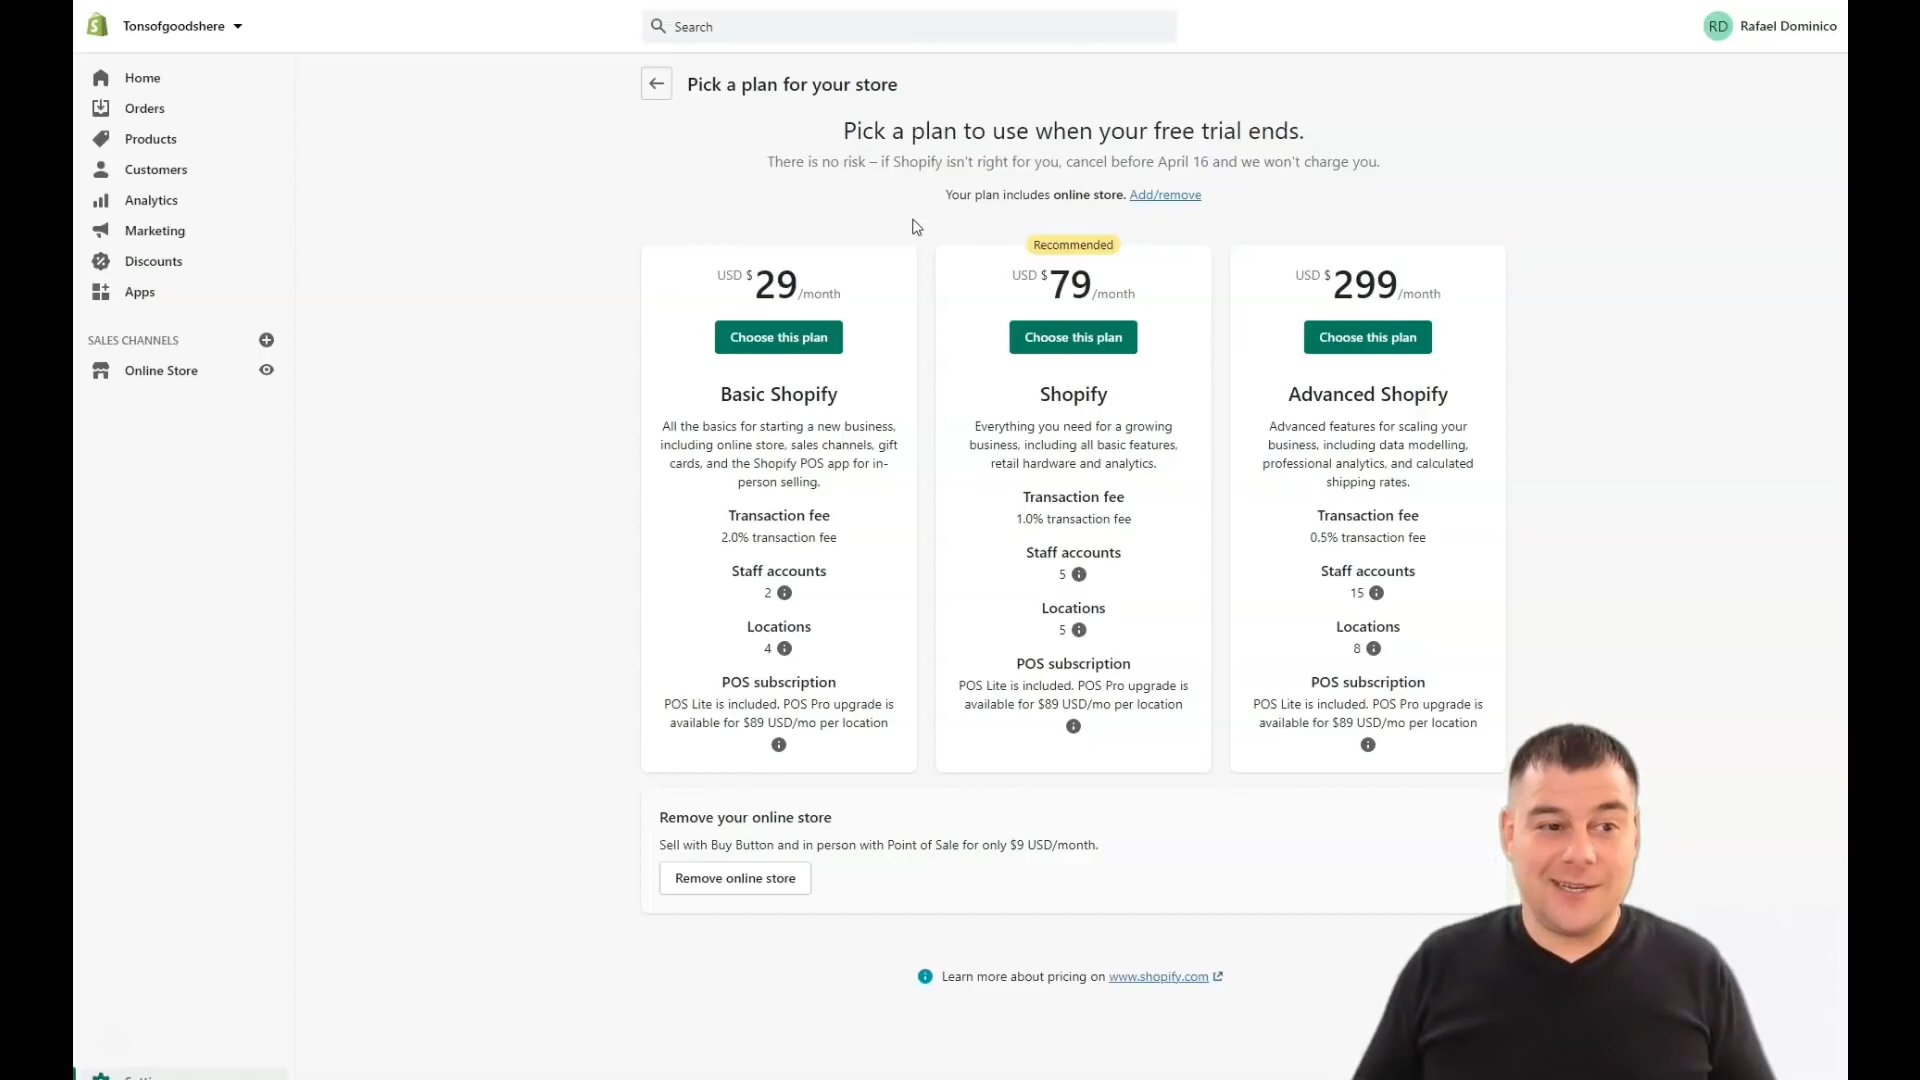 Tonsofgoodshere
Search
RD Rafael Dominico
Home
Orders
Products
Customers
Analytics
Marketing
Discounts
Apps
SALES CHANNELS
Online Store
Pick a plan for your store
Pick a plan to use when your free trial ends.
There is no risk – if Shopify isn't right for you, cancel before April 16 and we won't charge you.
Your plan includes online store. Add/remove
USD $ 29 /month
Choose this plan
Basic Shopify
All the basics for starting a new business,
including online store, sales channels, gift
cards, and the Shopify POS app for in-
person selling.
Transaction fee
2.0% transaction fee
Staff accounts
2
Locations
4
POS subscription
POS Lite is included. POS Pro upgrade is
available for $89 USD/mo per location
Recommended
USD $ 79 /month
Choose this plan
Shopify
Everything you need for a growing
business, including all basic features,
retail hardware and analytics.
Transaction fee
1.0% transaction fee
Staff accounts
5
Locations
5
POS subscription
POS Lite is included. POS Pro upgrade is
available for $89 USD/mo per location
USD $ 299 /month
Choose this plan
Advanced Shopify
Advanced features for scaling your
business, including data modelling,
professional analytics, and calculated
shipping rates.
Transaction fee
0.5% transaction fee
Staff accounts
15
Locations
8
POS subscription
POS Lite is included. POS Pro upgrade is
available for $89 USD/mo per location
Remove your online store
Sell with Buy Button and in person with Point of Sale for only $9 USD/month.
Remove online store
Learn more about pricing on www.shopify.com